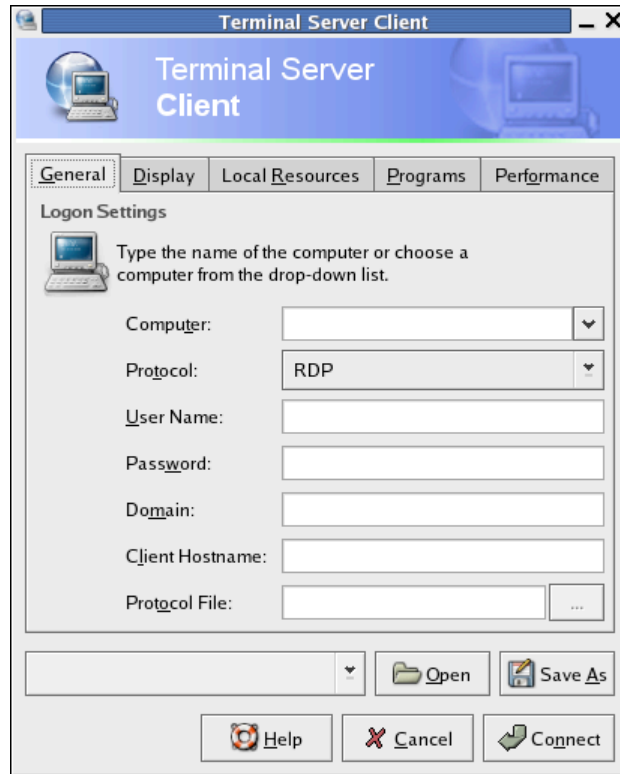 Terminal Server Client
Terminal Server
Client
General Display Local Resources Programs Performance
Logon Settings
Type the name of the computer or choose a
computer from the drop-down list.
Computer:
Protocol: RDP
User Name:
Password:
Domain:
Client Hostname:
Protocol File: ...
Open Save As
Help Cancel Connect